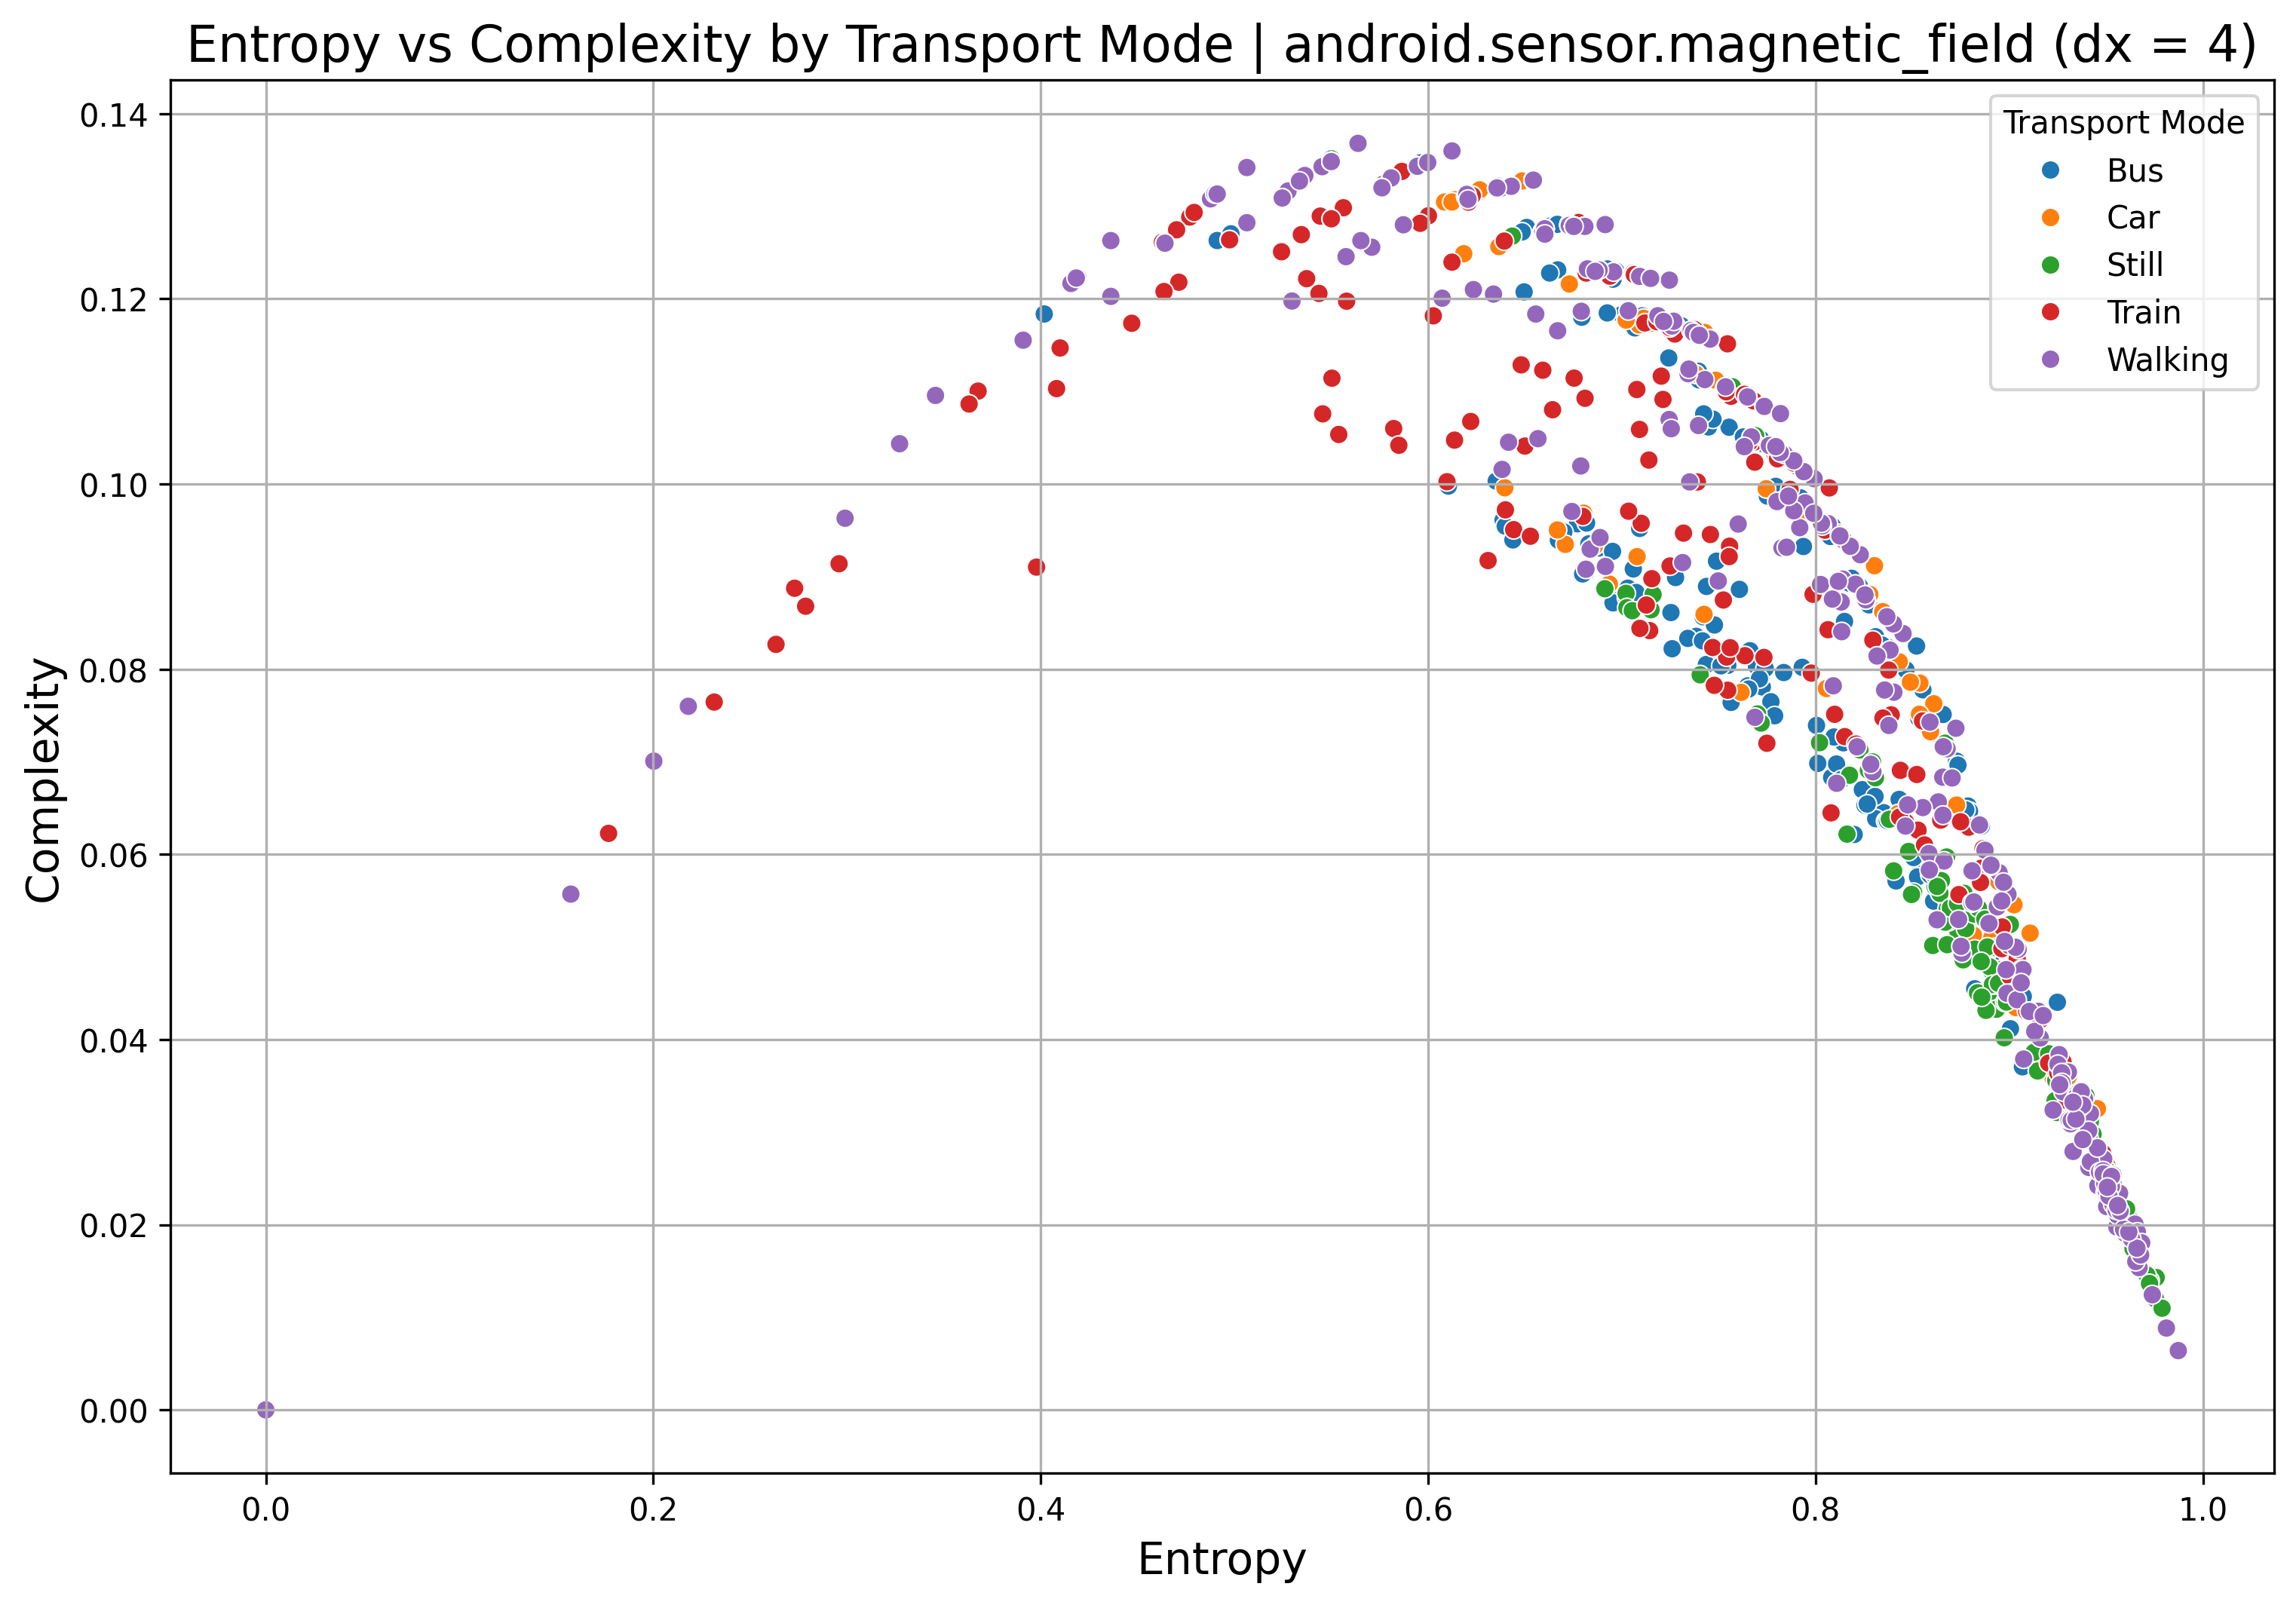 Entropy vs Complexity by Transport Mode | android.sensor.magnetic_field (dx = 4)
Transport Mode
Bus
Car
Still
Train
Walking
Complexity
0.14
0.12
0.10
0.08
0.06
0.04
0.02
0.00
0.0 0.2 0.4 0.6 0.8 1.0
Entropy